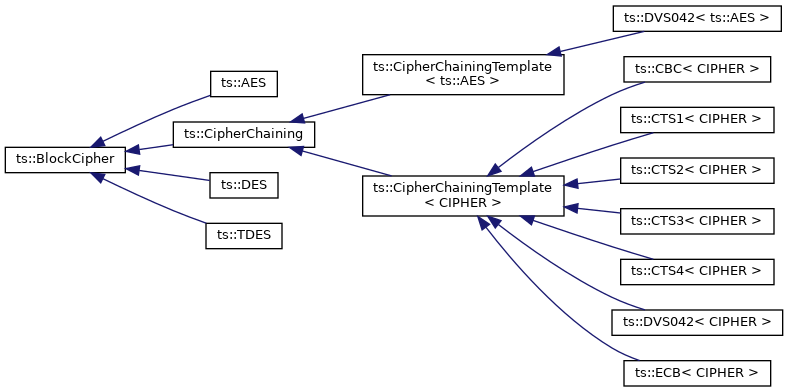 ts::DVS042< ts::AES >
ts::CipherChainingTemplate
< ts::AES >
ts::CBC< CIPHER >
ts::AES
ts::CTS1< CIPHER >
ts::CipherChaining
ts::BlockCipher
ts::CTS2< CIPHER >
ts::DES
ts::CipherChainingTemplate
< CIPHER >
ts::CTS3< CIPHER >
ts::TDES
ts::CTS4< CIPHER >
ts::DVS042< CIPHER >
ts::ECB< CIPHER >